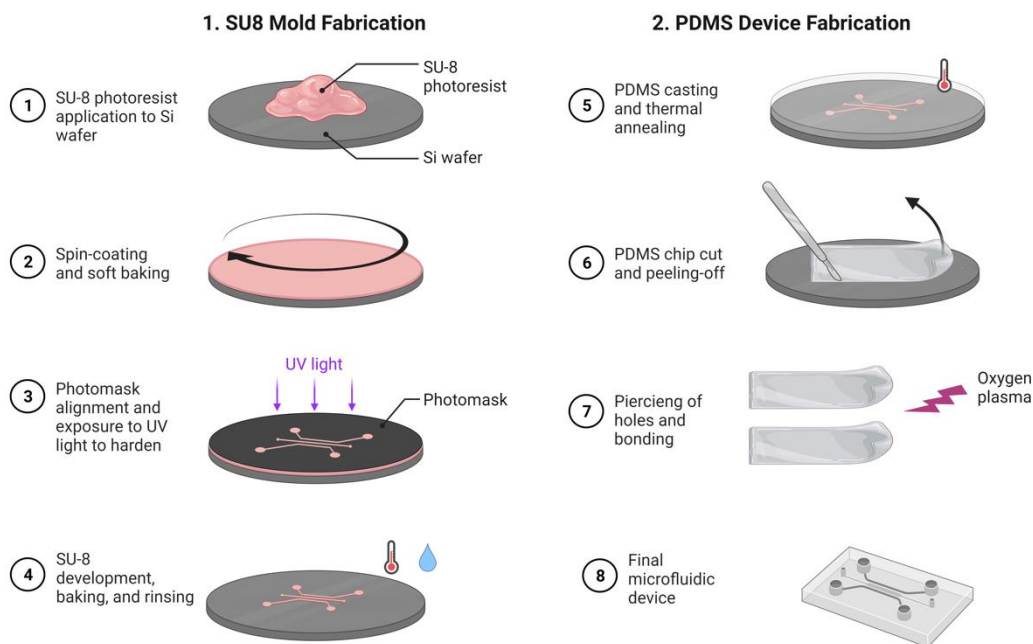 1. SU8 Mold Fabrication
1
SU-8 photoresist
application to Si
wafer
SU-8
photoresist
Si wafer
2
Spin-coating
and soft baking
3
Photomask
alignment and
exposure to UV
light to harden
UV light
Photomask
4
SU-8
development,
baking, and rinsing
2. PDMS Device Fabrication
5
PDMS casting
and thermal
annealing
6
PDMS chip cut
and peeling-off
7
Piercieng of
holes and
bonding
Oxygen
plasma
8
Final
microfluidic
device